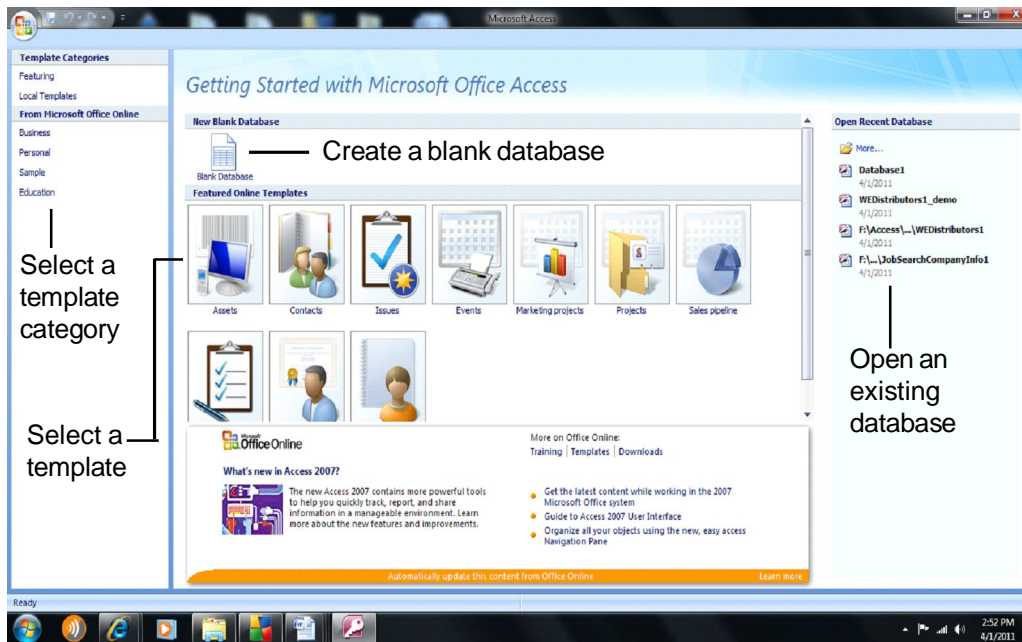 Microsoft Access
Template Categories
Featuring
Local Templates
From Microsoft Office Online
Business
Personal
Sample
Education
Select a
template
category
Select a
template
Getting Started with Microsoft Office Access
New Blank Database
Blank Database
Create a blank database
Featured Online Templates
Assets
Contacts
Issues
Events
Marketing projects
Projects
Sales pipeline
Microsoft
Office Online
What's new in Access 2007?
The new Access 2007 contains more powerful tools
to help you quickly track, report, and share
information in a manageable environment. Learn
more about the new features and improvements.
More on Office Online:
Training | Templates | Downloads
Get the latest content while working in the 2007
Microsoft Office system
Guide to Access 2007 User Interface
Organize all your objects using the new, easy access
Navigation Pane
Automatically update this content from Office Online
Learn more
Open Recent Database
More...
Database1
4/1/2011
WEDistributors1_demo
4/1/2011
F:\Access\...\WEDistributors1
4/1/2011
F:\...\JobSearchCompanyInfo1
4/1/2011
Open an
existing
database
Ready
2:52 PM
4/1/2011